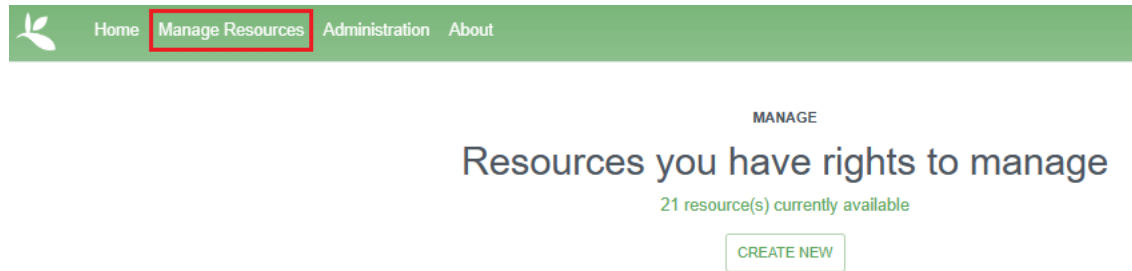 Home Manage Resources Administration About
MANAGE
Resources you have rights to manage
21 resource(s) currently available
CREATE NEW